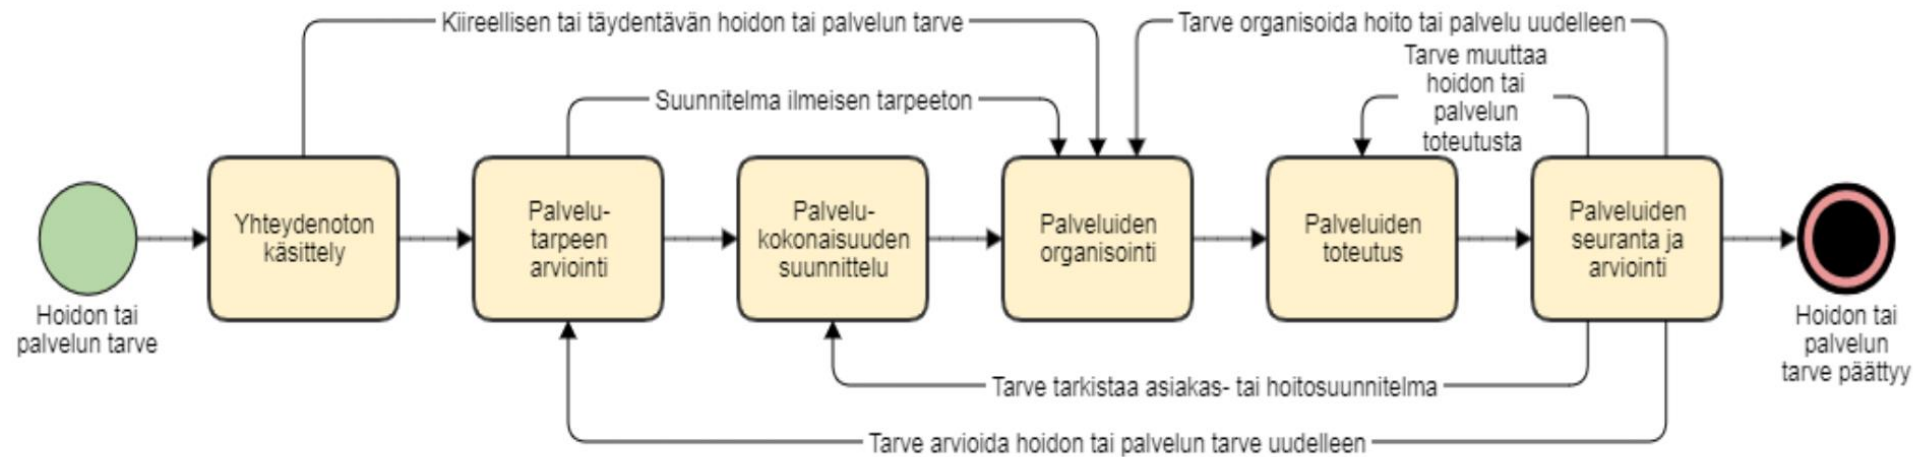 Kiireellisen tai täydentävän hoidon tai palvelun tarve
Tarve organisoida hoito tai palvelu uudelleen
Tarve muuttaa
hoidon tai
palvelun
toteutusta
Suunnitelma ilmeisen tarpeeton
Hoidon tai
palvelun tarve
Yhteydenoton
käsittely
Palvelu-
tarpeen
arviointi
Palvelu-
kokonaisuuden
suunnittelu
Palveluiden
organisointi
Palveluiden
toteutus
Palveluiden
seuranta ja
arviointi
Hoidon tai
palvelun
tarve päättyy
Tarve tarkistaa asiakas- tai hoitosuunnitelma
Tarve arvioida hoidon tai palvelun tarve uudelleen